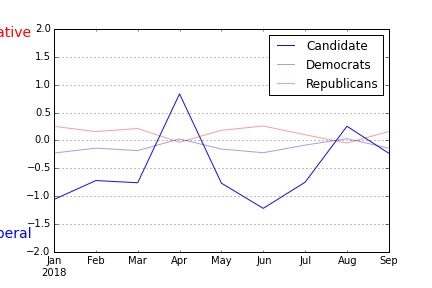 ative
2.0
1.5
1.0
0.5
0.0
−0.5
−1.0
−1.5
−2.0
peral
Candidate
Democrats
Republicans
Jan Feb Mar Apr May Jun Jul Aug Sep
2018